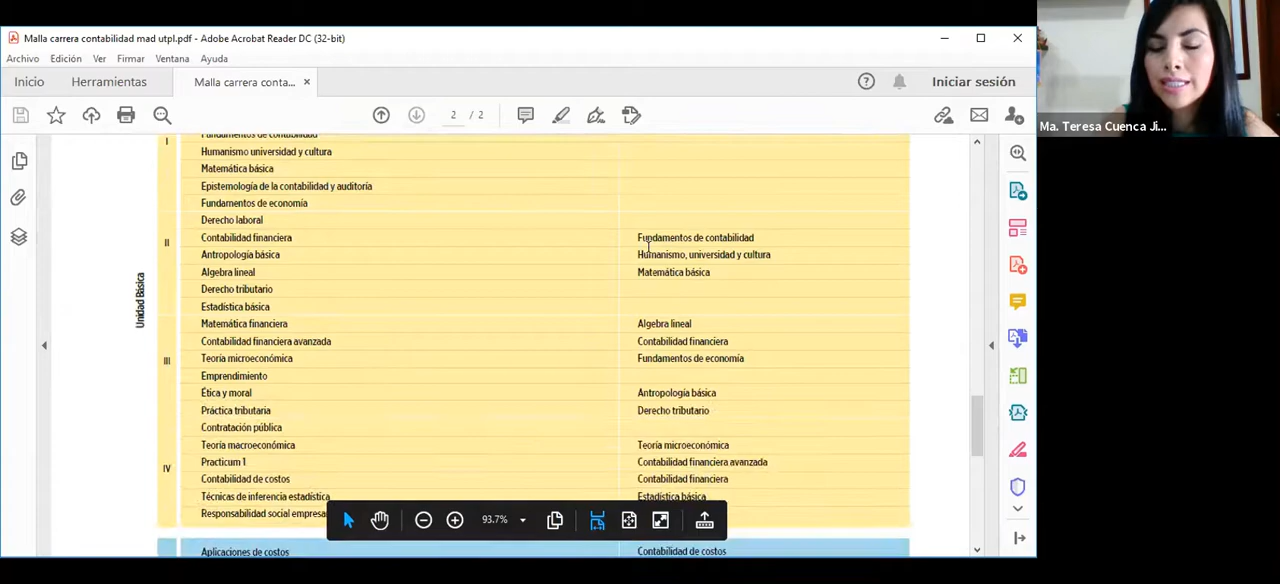 Malla carrera contabilidad mad utpl.pdf - Adobe Acrobat Reader DC (32-bit)
Archivo Edición Ver Firmar Ventana Ayuda
Inicio Herramientas Malla carrera conta... × Iniciar sesión
2 / 2
Ma. Teresa Cuenca Ji...
Fundamentos de contabilidad
I
Humanismo universidad y cultura
Matemática básica
Epistemología de la contabilidad y auditoría
Fundamentos de economía
Derecho laboral
II
Contabilidad financiera Fundamentos de contabilidad
Antropología básica Humanismo, universidad y cultura
Algebra lineal Matemática básica
Derecho tributario
Unidad Básica
Estadística básica
Matemática financiera Algebra lineal
Contabilidad financiera avanzada Contabilidad financiera
III
Teoría microeconómica Fundamentos de economía
Emprendimiento
Ética y moral Antropología básica
Práctica tributaria Derecho tributario
Contratación pública
Teoría macroeconómica Teoría microeconómica
IV
Practicum 1 Contabilidad financiera avanzada
Contabilidad de costos Contabilidad financiera
Técnicas de inferencia estadística Estadística básica
Responsabilidad social empresa
93.7%
Aplicaciones de costos Contabilidad de costos